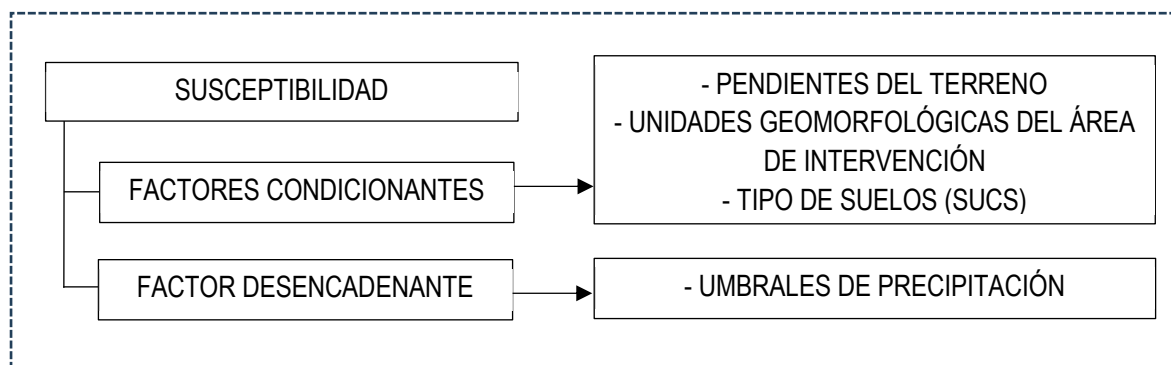 SUSCEPTIBILIDAD
- PENDIENTES DEL TERRENO
- UNIDADES GEOMORFOLÓGICAS DEL ÁREA
DE INTERVENCIÓN
- TIPO DE SUELOS (SUCS)
FACTORES CONDICIONANTES
FACTOR DESENCADENANTE
- UMBRALES DE PRECIPITACIÓN